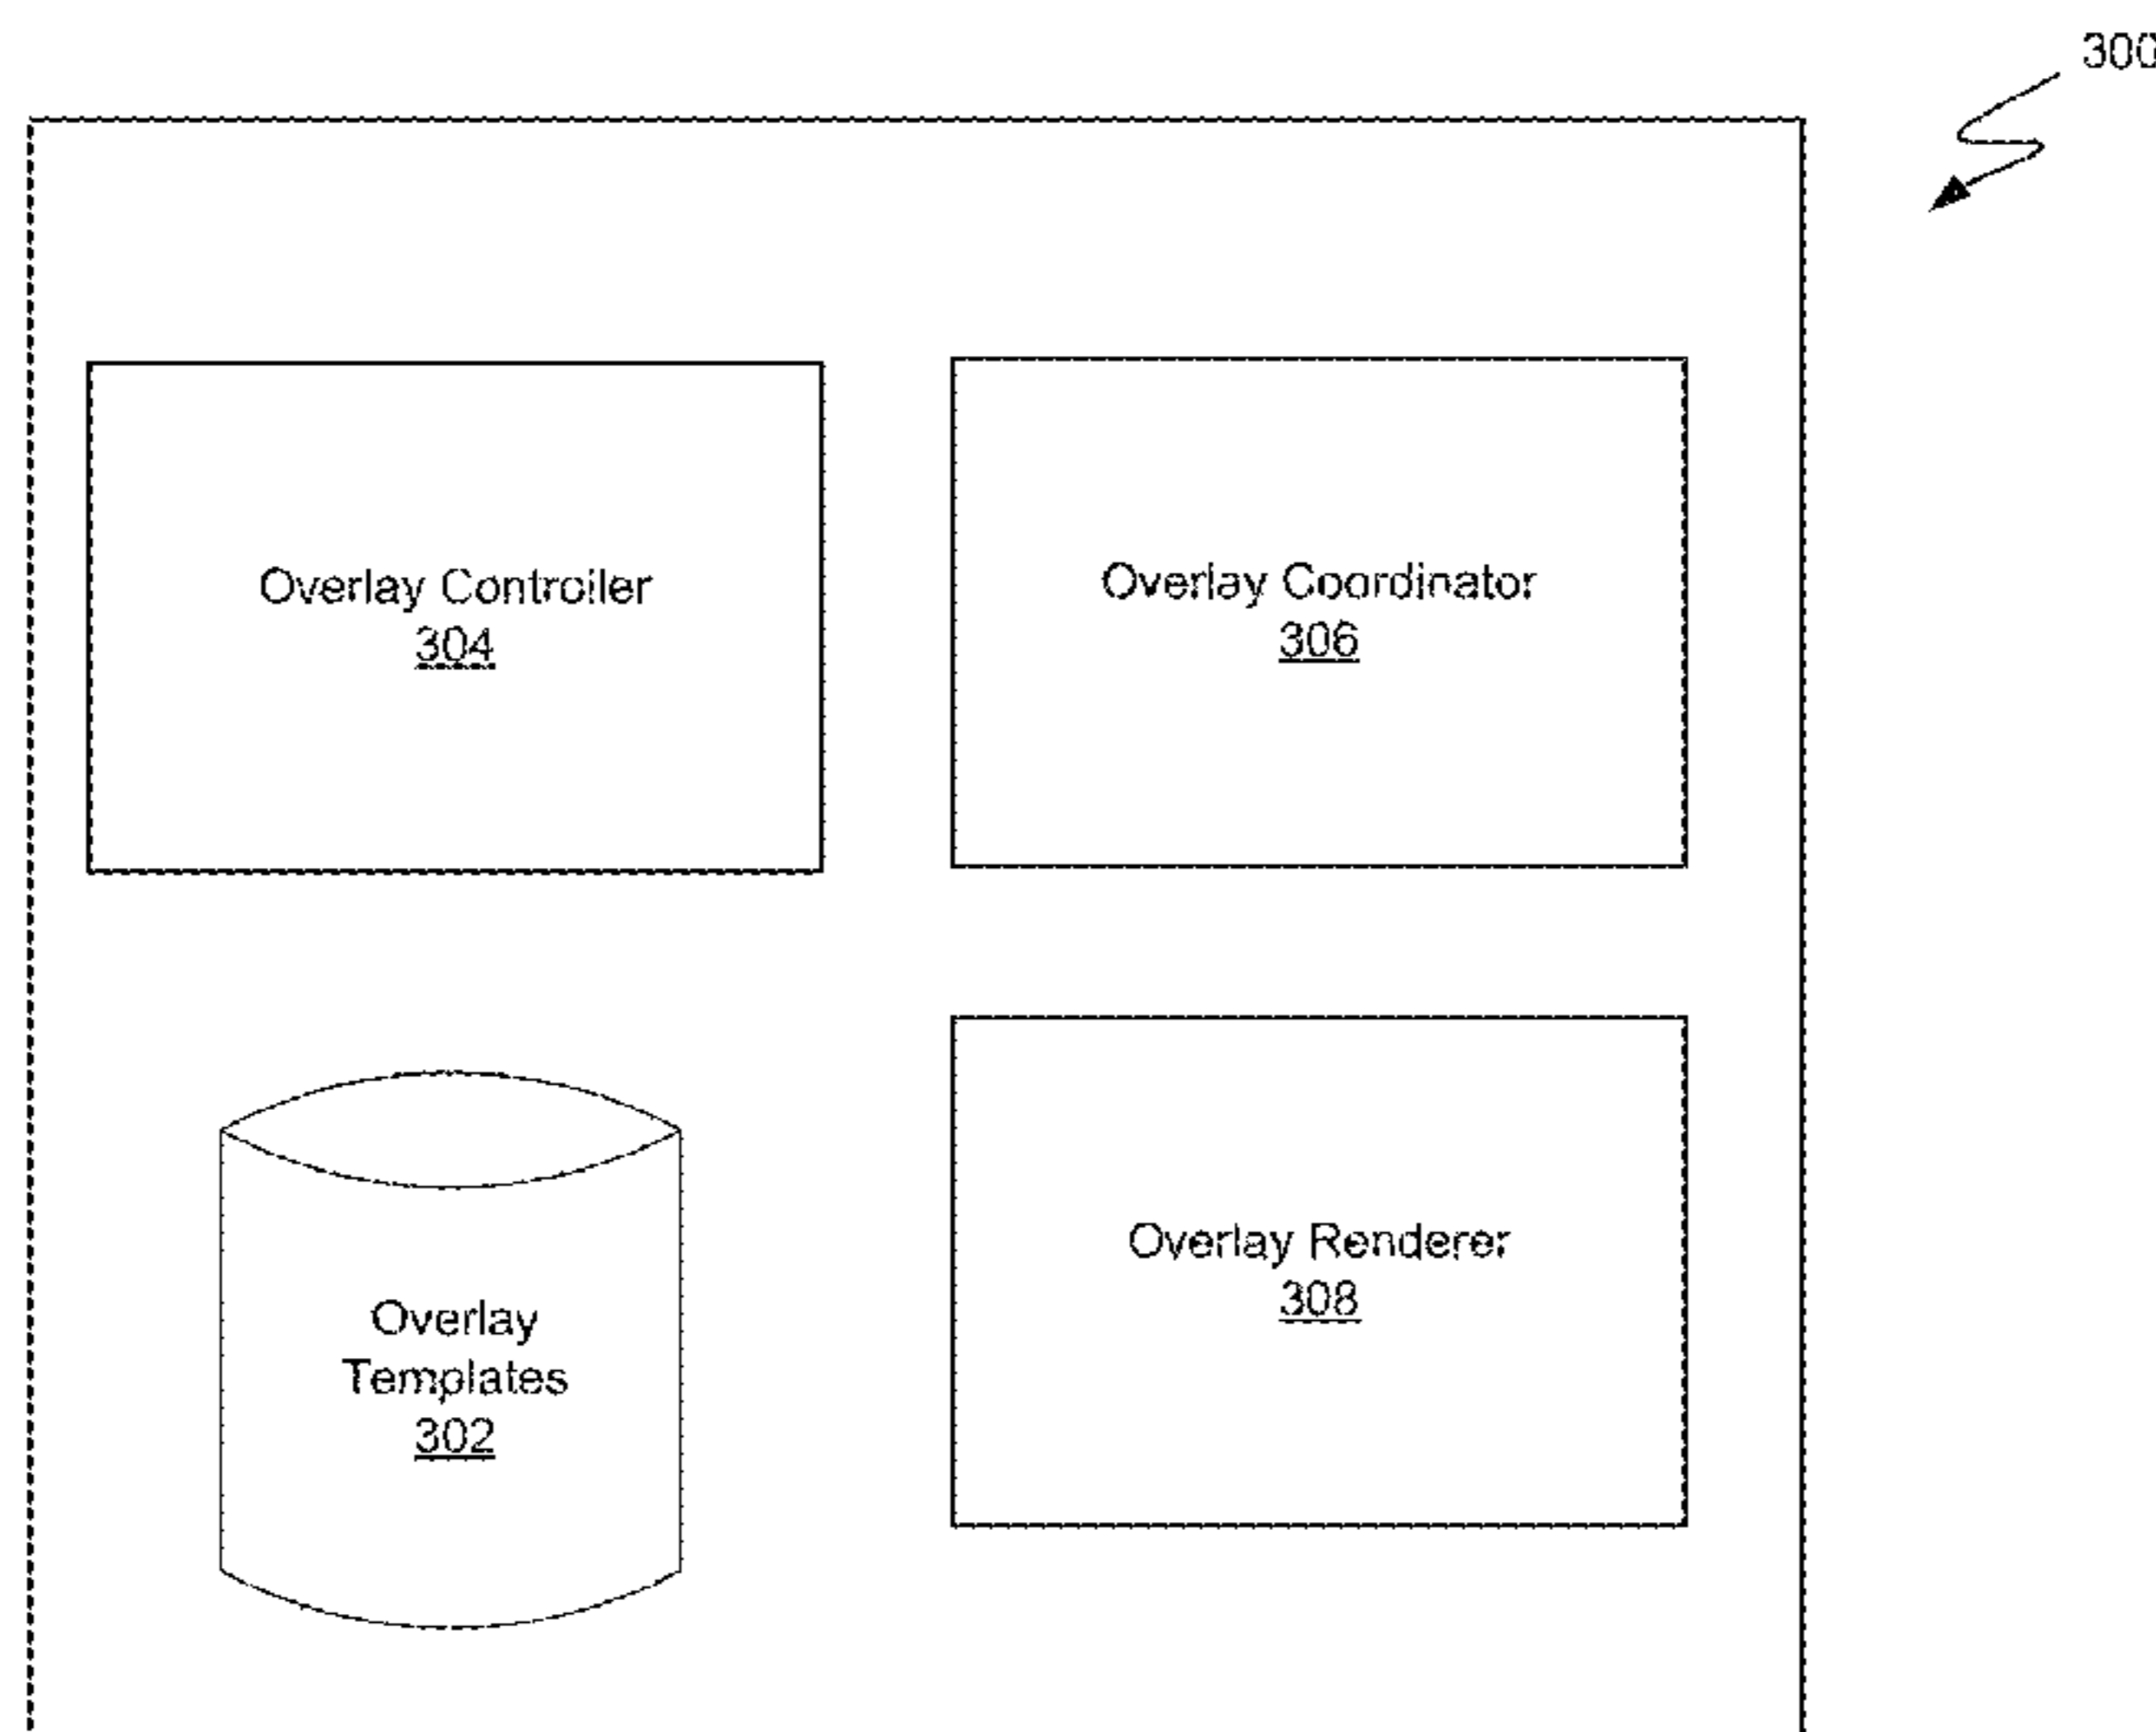 300
Overlay Controller
304
Overlay Coordinator
306
Overlay
Templates
302
Overlay Renderer
308